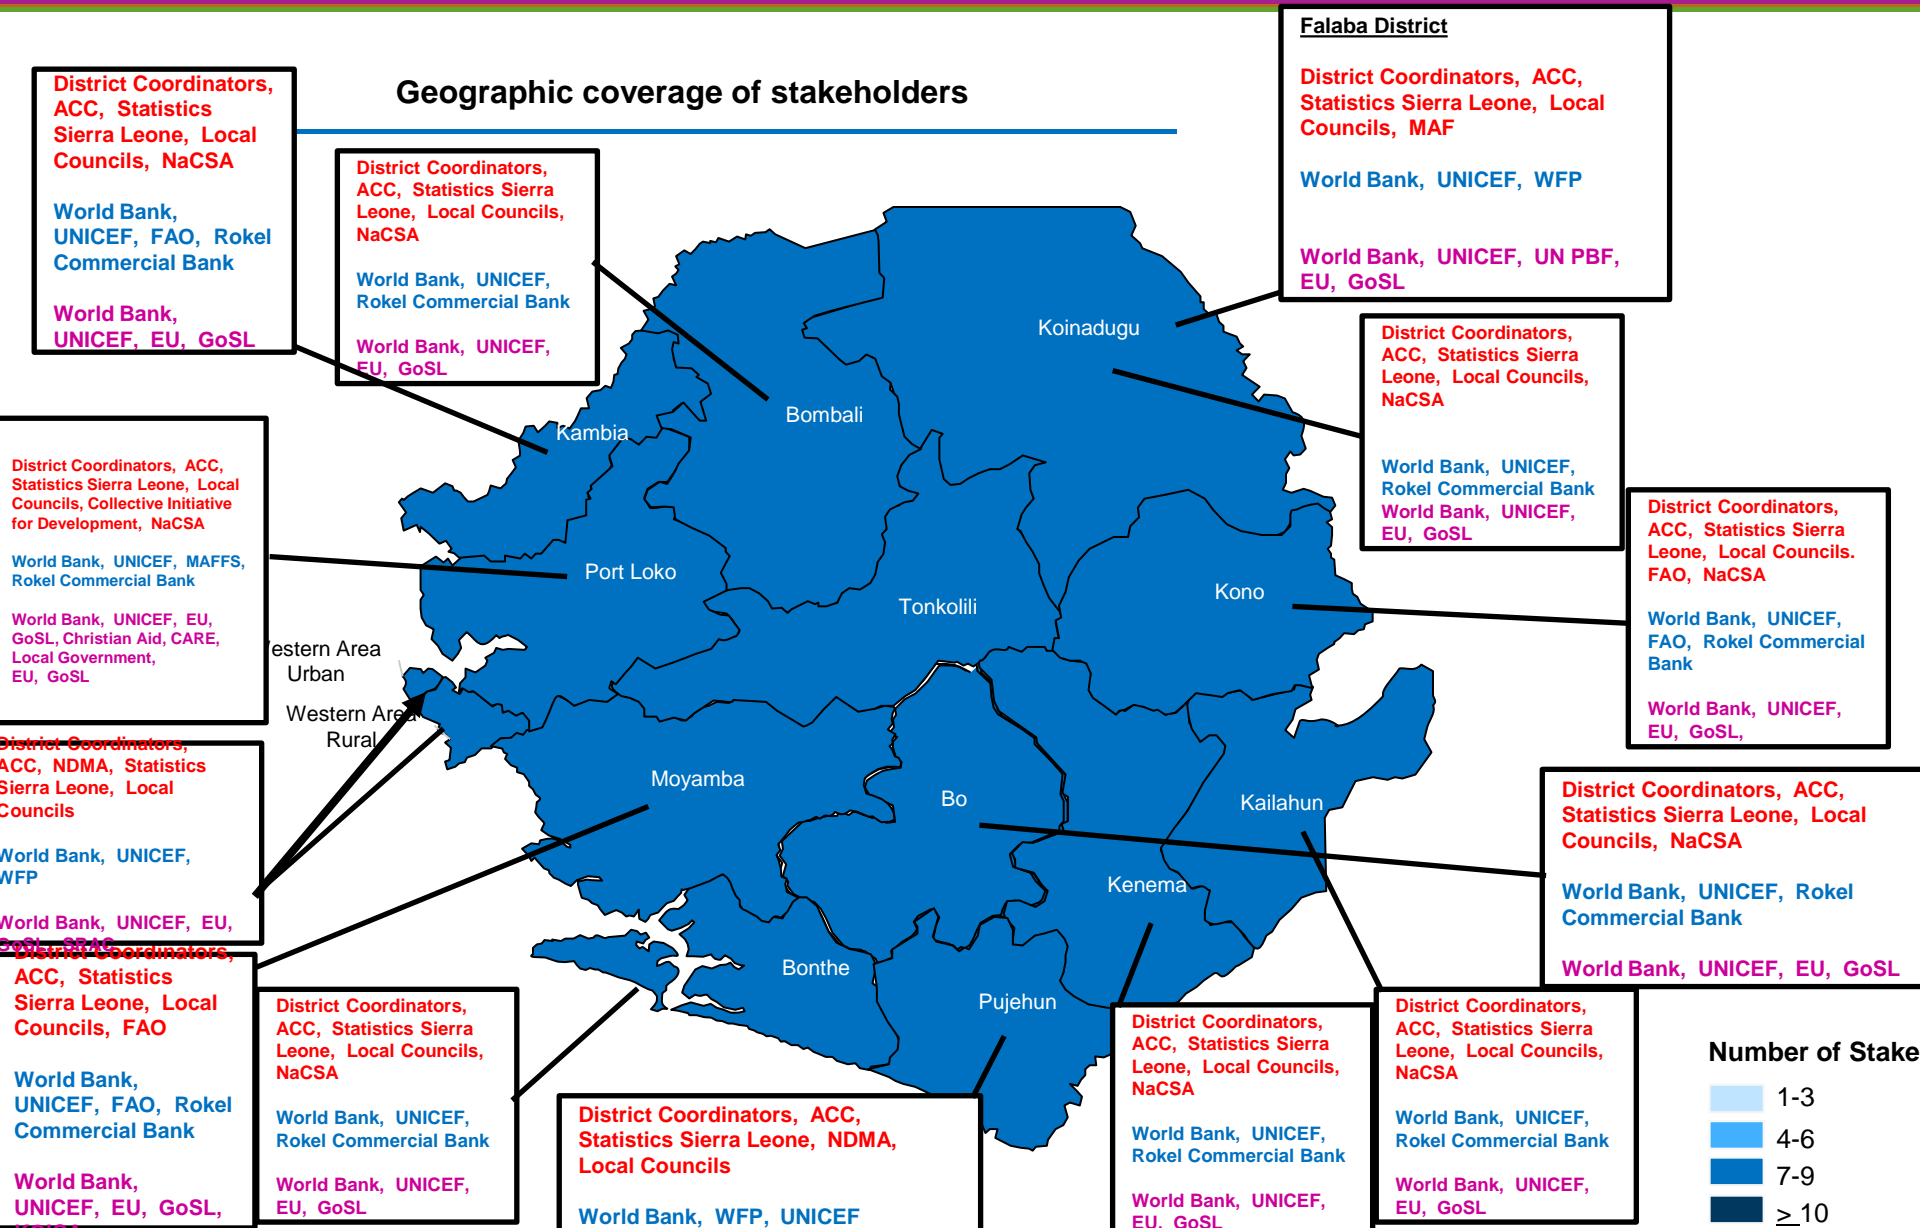 Geographic coverage of stakeholders
Falaba District
District Coordinators, ACC,
Statistics Sierra Leone, Local
Councils, MAF
World Bank, UNICEF, WFP
World Bank, UNICEF, UN PBF,
EU, GoSL
District Coordinators,
ACC, Statistics
Sierra Leone, Local
Councils, NaCSA
World Bank,
UNICEF, FAO, Rokel
Commercial Bank
World Bank,
UNICEF, EU, GoSL
District Coordinators,
ACC, Statistics Sierra
Leone, Local Councils,
NaCSA
World Bank, UNICEF,
Rokel Commercial Bank
World Bank, UNICEF,
EU, GoSL
District Coordinators,
ACC, Statistics Sierra
Leone, Local Councils,
NaCSA
World Bank, UNICEF,
Rokel Commercial Bank
World Bank, UNICEF,
EU, GoSL
District Coordinators, ACC,
Statistics Sierra Leone, Local
Councils, Collective Initiative
for Development, NaCSA
World Bank, UNICEF, MAFFS,
Rokel Commercial Bank
World Bank, UNICEF, EU,
GoSL, Christian Aid, CARE,
Local Government,
EU, GoSL
District Coordinators,
ACC, Statistics Sierra
Leone, Local Councils.
FAO, NaCSA
World Bank, UNICEF,
FAO, Rokel Commercial
Bank
World Bank, UNICEF,
EU, GoSL,
Koinadugu
Bombali
Kambia
Port Loko
Tonkolili
Kono
estern Area
Urban
Western Area
Rural
Moyamba
Bo
Kailahun
Kenema
Bonthe
Pujehun
District Coordinators,
ACC, NDMA, Statistics
Sierra Leone, Local
Councils
World Bank, UNICEF,
WFP
World Bank, UNICEF, EU,
GoSL,
District Coordinators,
ACC, Statistics
Sierra Leone, Local
Councils, FAO
World Bank,
UNICEF, FAO, Rokel
Commercial Bank
World Bank,
UNICEF, EU, GoSL,
District Coordinators,
ACC, Statistics Sierra
Leone, Local Councils,
NaCSA
World Bank, UNICEF,
Rokel Commercial Bank
World Bank, UNICEF,
EU, GoSL
District Coordinators, ACC,
Statistics Sierra Leone, NDMA,
Local Councils
World Bank, WFP, UNICEF
District Coordinators,
ACC, Statistics Sierra
Leone, Local Councils,
NaCSA
World Bank, UNICEF,
Rokel Commercial Bank
World Bank, UNICEF,
EU, GoSL
District Coordinators,
ACC, Statistics Sierra
Leone, Local Councils,
NaCSA
World Bank, UNICEF,
Rokel Commercial Bank
World Bank, UNICEF,
EU, GoSL
District Coordinators, ACC,
Statistics Sierra Leone, Local
Councils, NaCSA
World Bank, UNICEF, Rokel
Commercial Bank
World Bank, UNICEF, EU, GoSL
Number of Stake
1-3
4-6
7-9
≥ 10